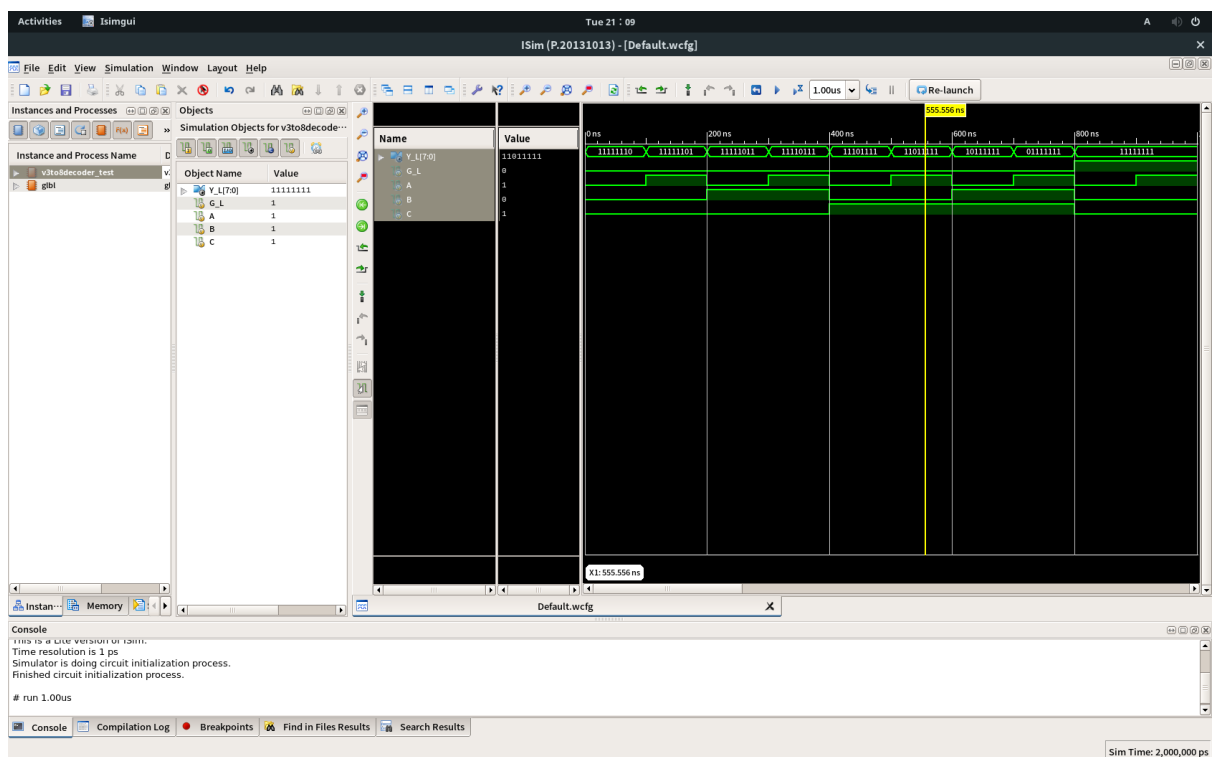 Activities Isimgui Tue 21:09 A
ISim (P.20131013) - [Default.wcfg]
File Edit View Simulation Window Layout Help
1.00us Re-launch
Instances and Processes
Instance and Process Name
v3to8decoder_test
glbl
Instan··· Memory
Objects
Simulation Objects for v3to8decode···
Object Name Value
Y_L[7:0] 11111111
G_L 1
A 1
B 1
C 1
Name Value
Y_L[7:0] 11011111
G_L 0
A 1
B 0
C 1
555.556 ns
0 ns 200 ns 400 ns 600 ns 800 ns
11111110 11111101 11111011 11110111 11101111 11011111 10111111 01111111 11111111
X1: 555.556 ns
Default.wcfg
Console
This is a Lite version of ISim.
Time resolution is 1 ps
Simulator is doing circuit initialization process.
Finished circuit initialization process.
# run 1.00us
Console Compilation Log Breakpoints Find in Files Results Search Results
Sim Time: 2,000,000 ps